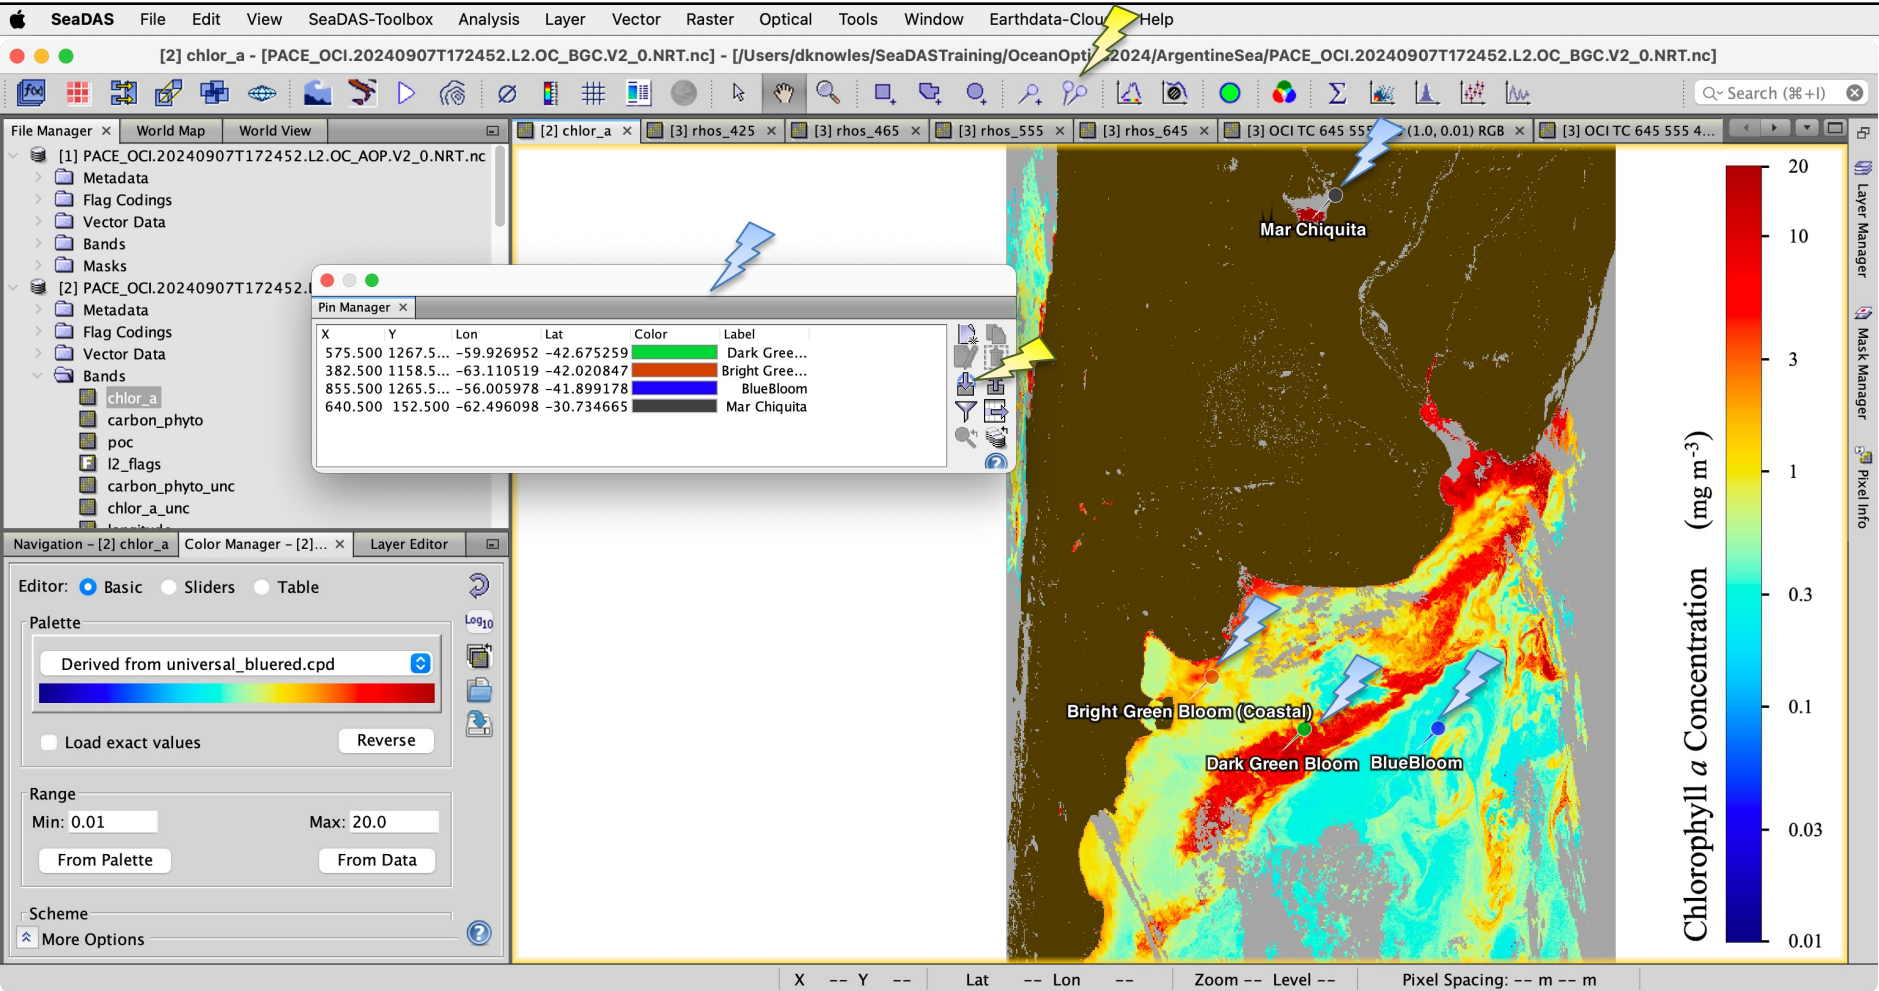 SeaDAS File Edit View SeaDAS-Toolbox Analysis Layer Vector Raster Optical Tools Window Earthdata-Clou Help
[2] chlor_a - [PACE_OCI.20240907T172452.L2.OC_BGC.V2_0.NRT.nc] - [/Users/dknowles/SeaDASTraining/OceanOpti 2024/ArgentineSea/PACE_OCI.20240907T172452.L2.OC_BGC.V2_0.NRT.nc]
Search (⌘+I)
File Manager × World Map World View
[2] chlor_a × [3] rhos_425 × [3] rhos_465 × [3] rhos_555 × [3] rhos_645 × [3] OCI TC 645 555 (1.0, 0.01) RGB × [3] OCI TC 645 555 4...
[1] PACE_OCI.20240907T172452.L2.OC_AOP.V2_0.NRT.nc
Metadata
Flag Codings
Vector Data
Bands
Masks
[2] PACE_OCI.20240907T172452.
Metadata
Flag Codings
Vector Data
Bands
chlor_a
carbon_phyto
poc
l2_flags
carbon_phyto_unc
chlor_a_unc
longitude
Pin Manager ×
X Y Lon Lat Color Label
575.500 1267.5... -59.926952 -42.675259 Dark Gree...
382.500 1158.5... -63.110519 -42.020847 Bright Gree...
855.500 1265.5... -56.005978 -41.899178 BlueBloom
640.500 152.500 -62.496098 -30.734665 Mar Chiquita
Navigation - [2] chlor_a Color Manager - [2]... × Layer Editor
Editor: Basic Sliders Table
Palette
Log10
Derived from universal_bluered.cpd
Load exact values Reverse
Range
Min: 0.01 Max: 20.0
From Palette From Data
Scheme
More Options
Mar Chiquita
Bright Green Bloom (Coastal)
Dark Green Bloom BlueBloom
Chlorophyll a Concentration (mg m-3)
20
10
3
1
0.3
0.1
0.03
0.01
Layer Manager
Mask Manager
Pixel Info
X -- Y -- Lat -- Lon -- Zoom -- Level -- Pixel Spacing: -- m -- m